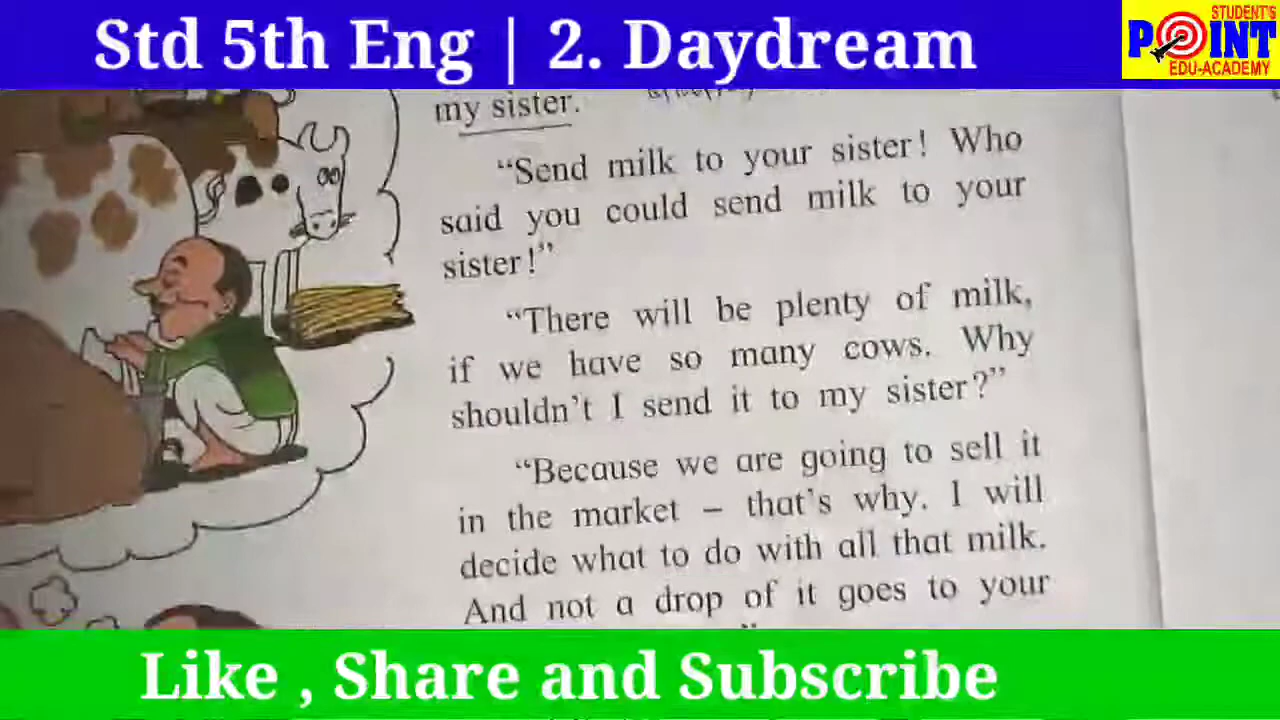 Std 5th Eng | 2. Daydream
STUDENT'S
POINT
EDU-ACADEMY
my sister.
“Send milk to your sister! Who
said you could send milk to your
sister!”
“There will be plenty of milk,
if we have so many cows. Why
shouldn’t I send it to my sister?”
“Because we are going to sell it
in the market – that’s why. I will
decide what to do with all that milk.
And not a drop of it goes to your
Like , Share and Subscribe